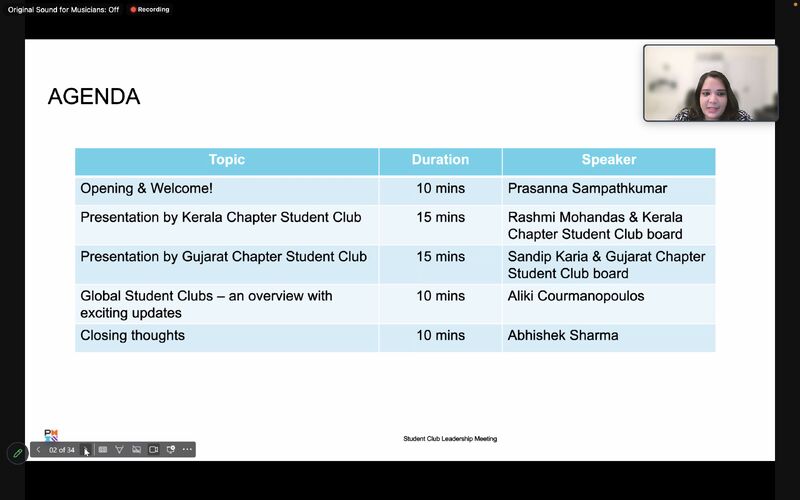 Original Sound for Musicians: Off
Recording
AGENDA
Topic Duration Speaker
Opening & Welcome! 10 mins Prasanna Sampathkumar
Presentation by Kerala Chapter Student Club 15 mins Rashmi Mohandas & Kerala
Chapter Student Club board
Presentation by Gujarat Chapter Student Club 15 mins Sandip Karia & Gujarat Chapter
Student Club board
Global Student Clubs – an overview with 10 mins Aliki Courmanopoulos
exciting updates
Closing thoughts 10 mins Abhishek Sharma
Student Club Leadership Meeting
02 of 34